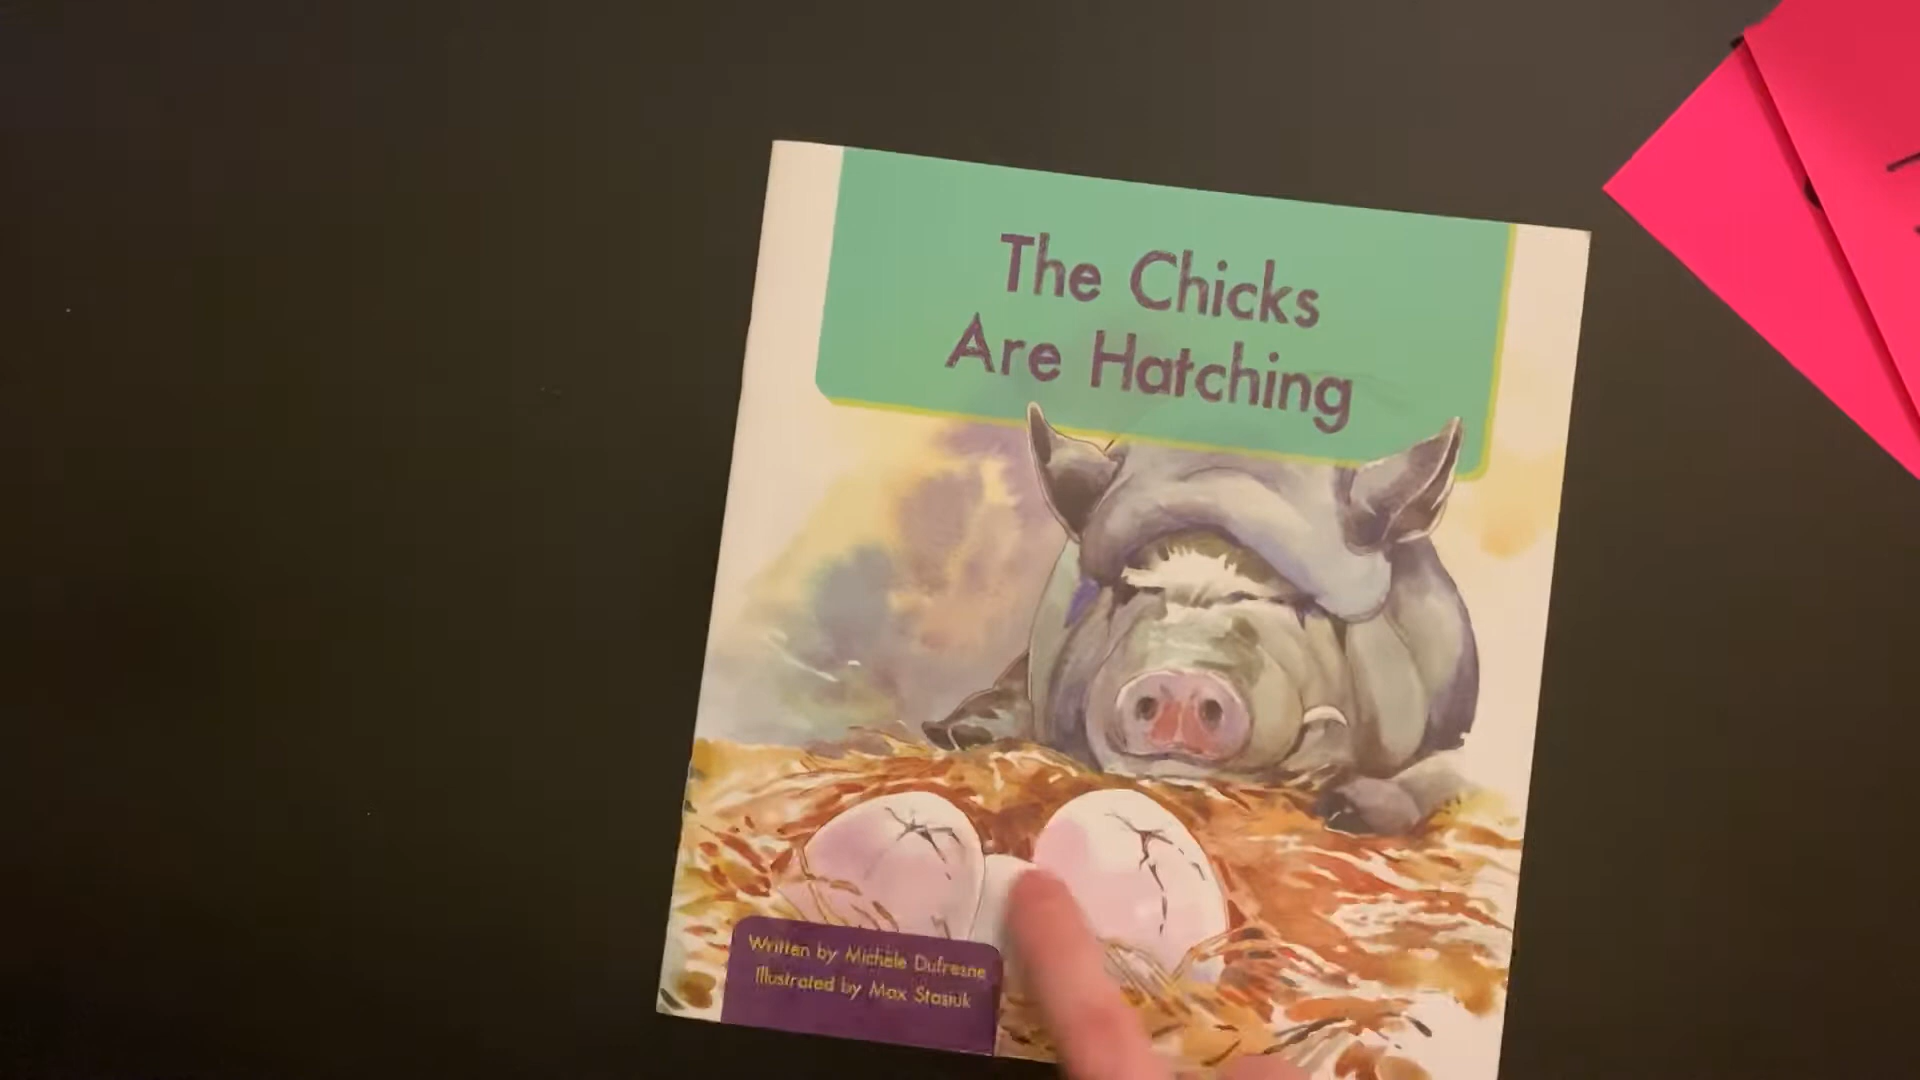 The Chicks
Are Hatching
Written by Michèle Dufresne
Illustrated by Max Stasiuk